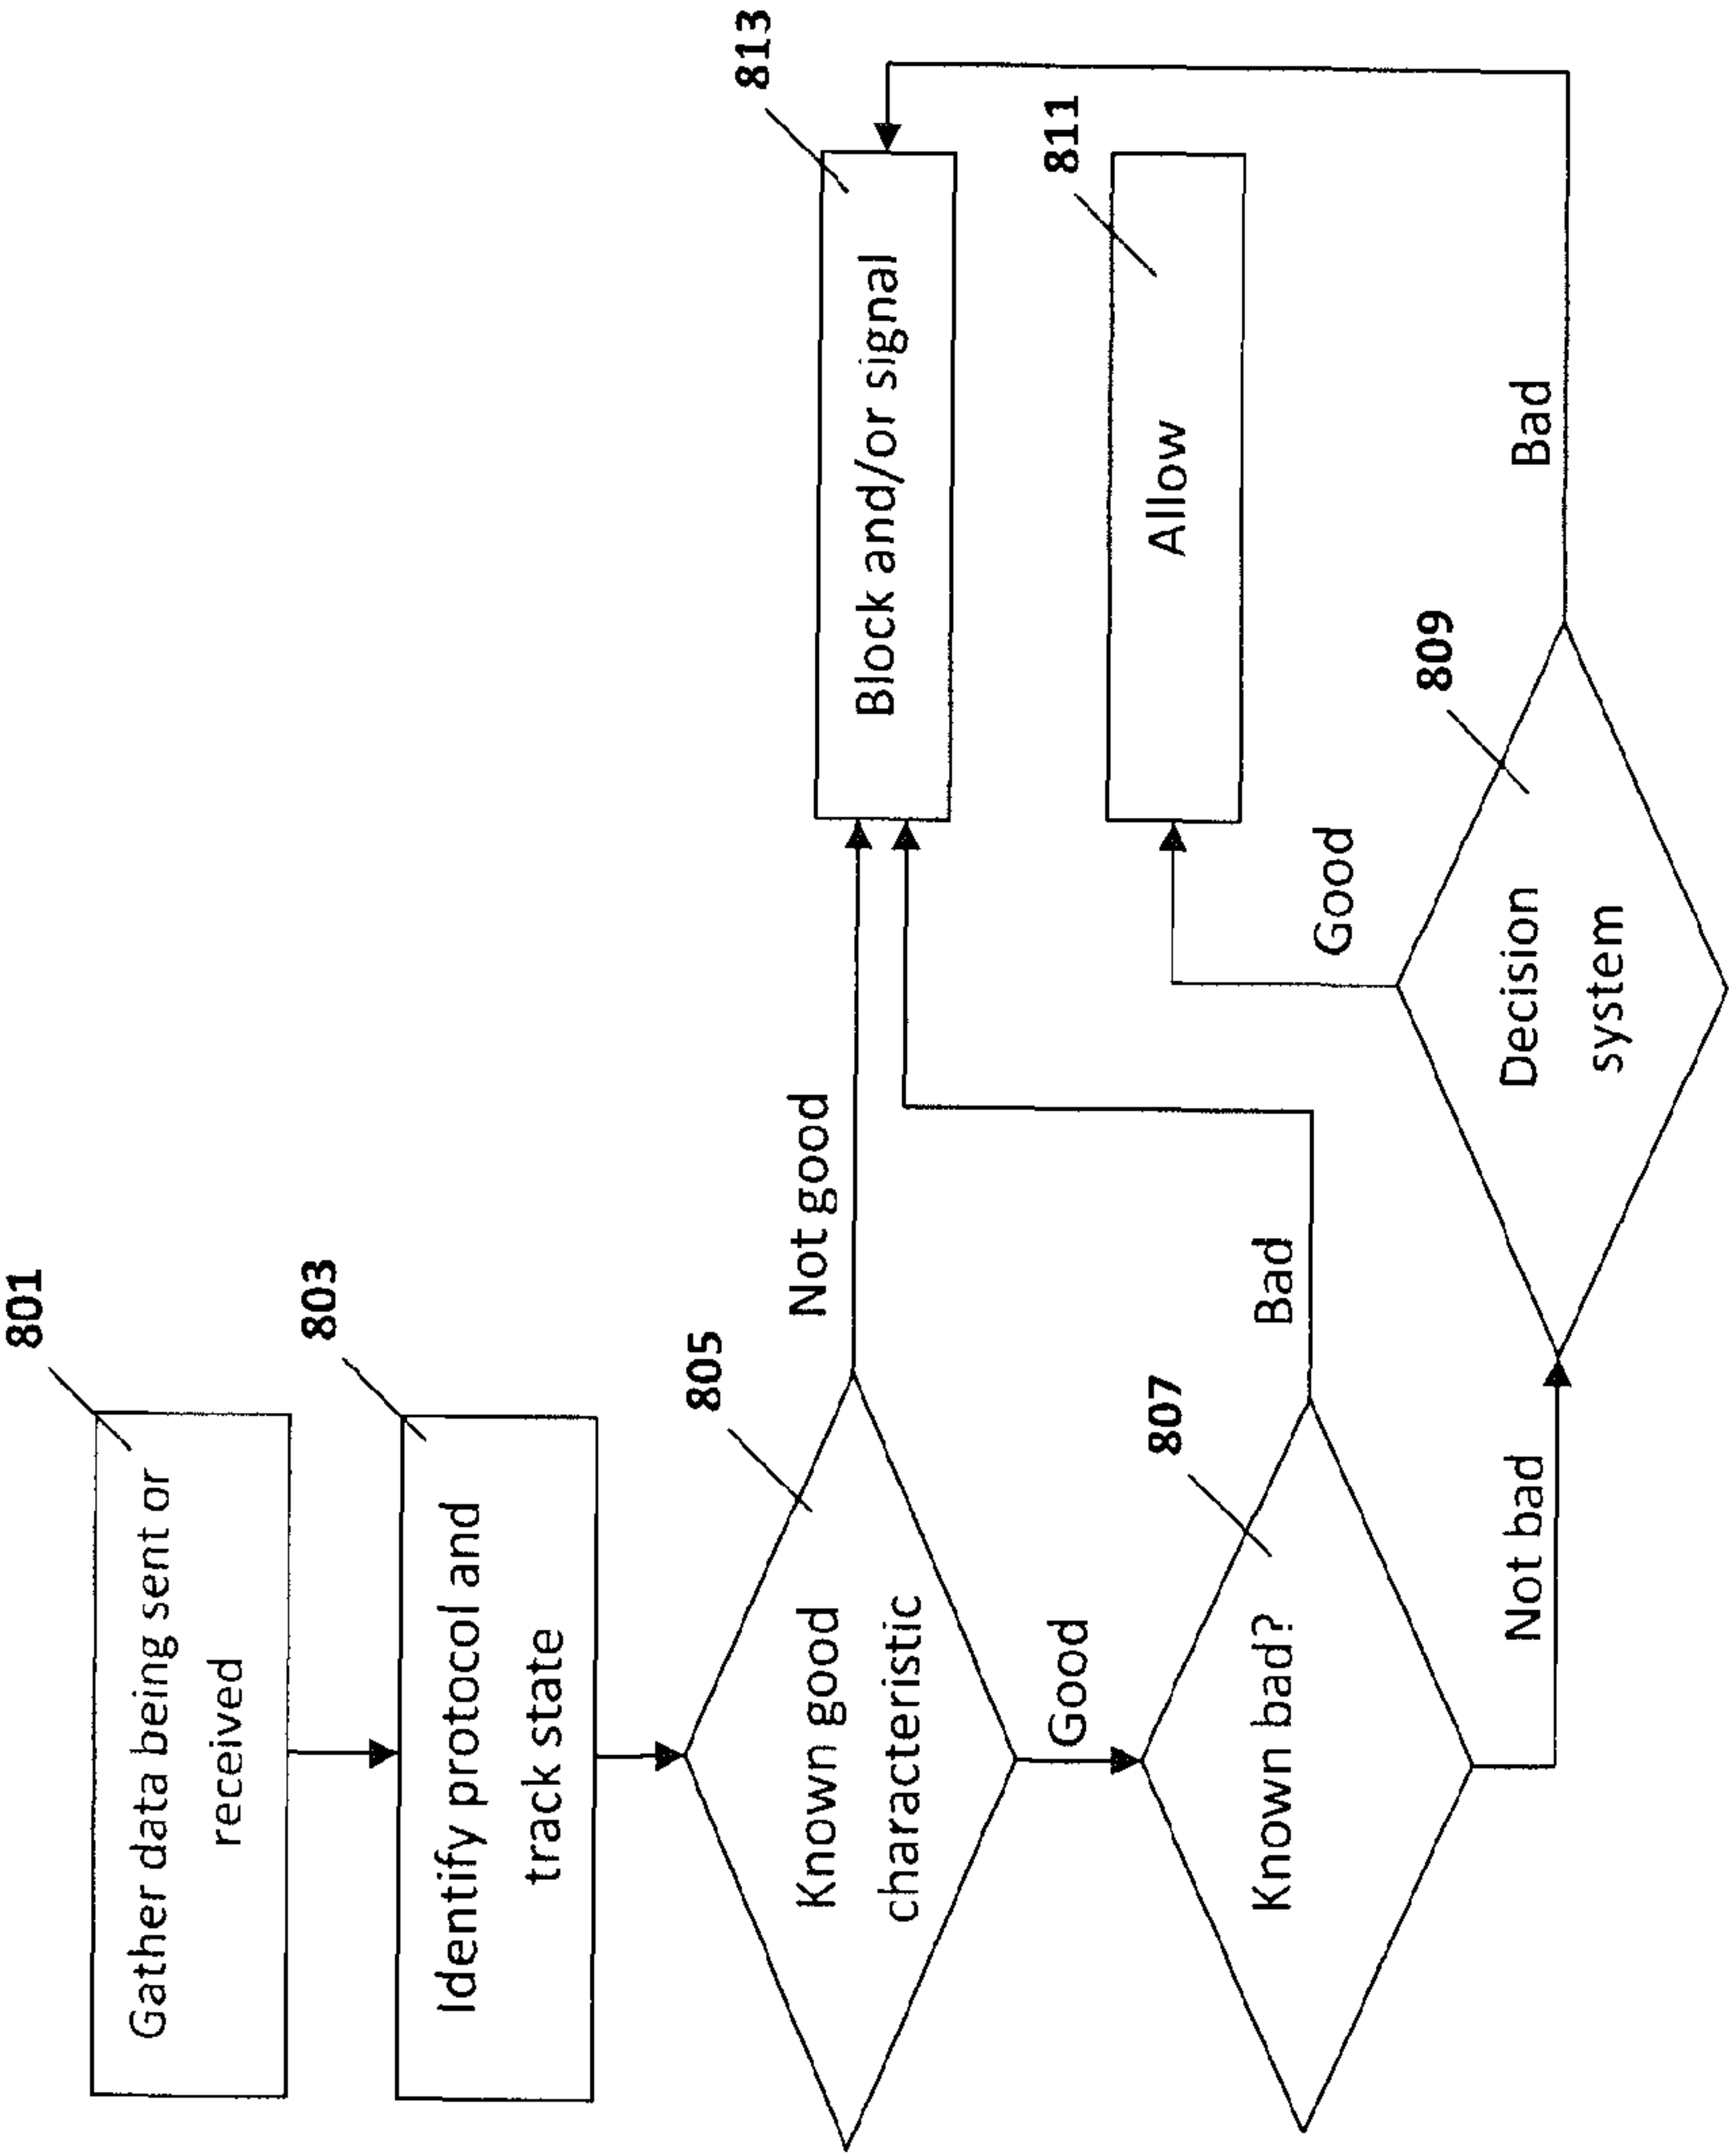 801
Gather data being sent or
received
803
Identify protocol and
track state
805
Known good
characteristic
Not good
813
Block and/or signal
Good
807
Known bad?
Bad
811
Allow
Not bad
809
Decision
system
Good
Bad